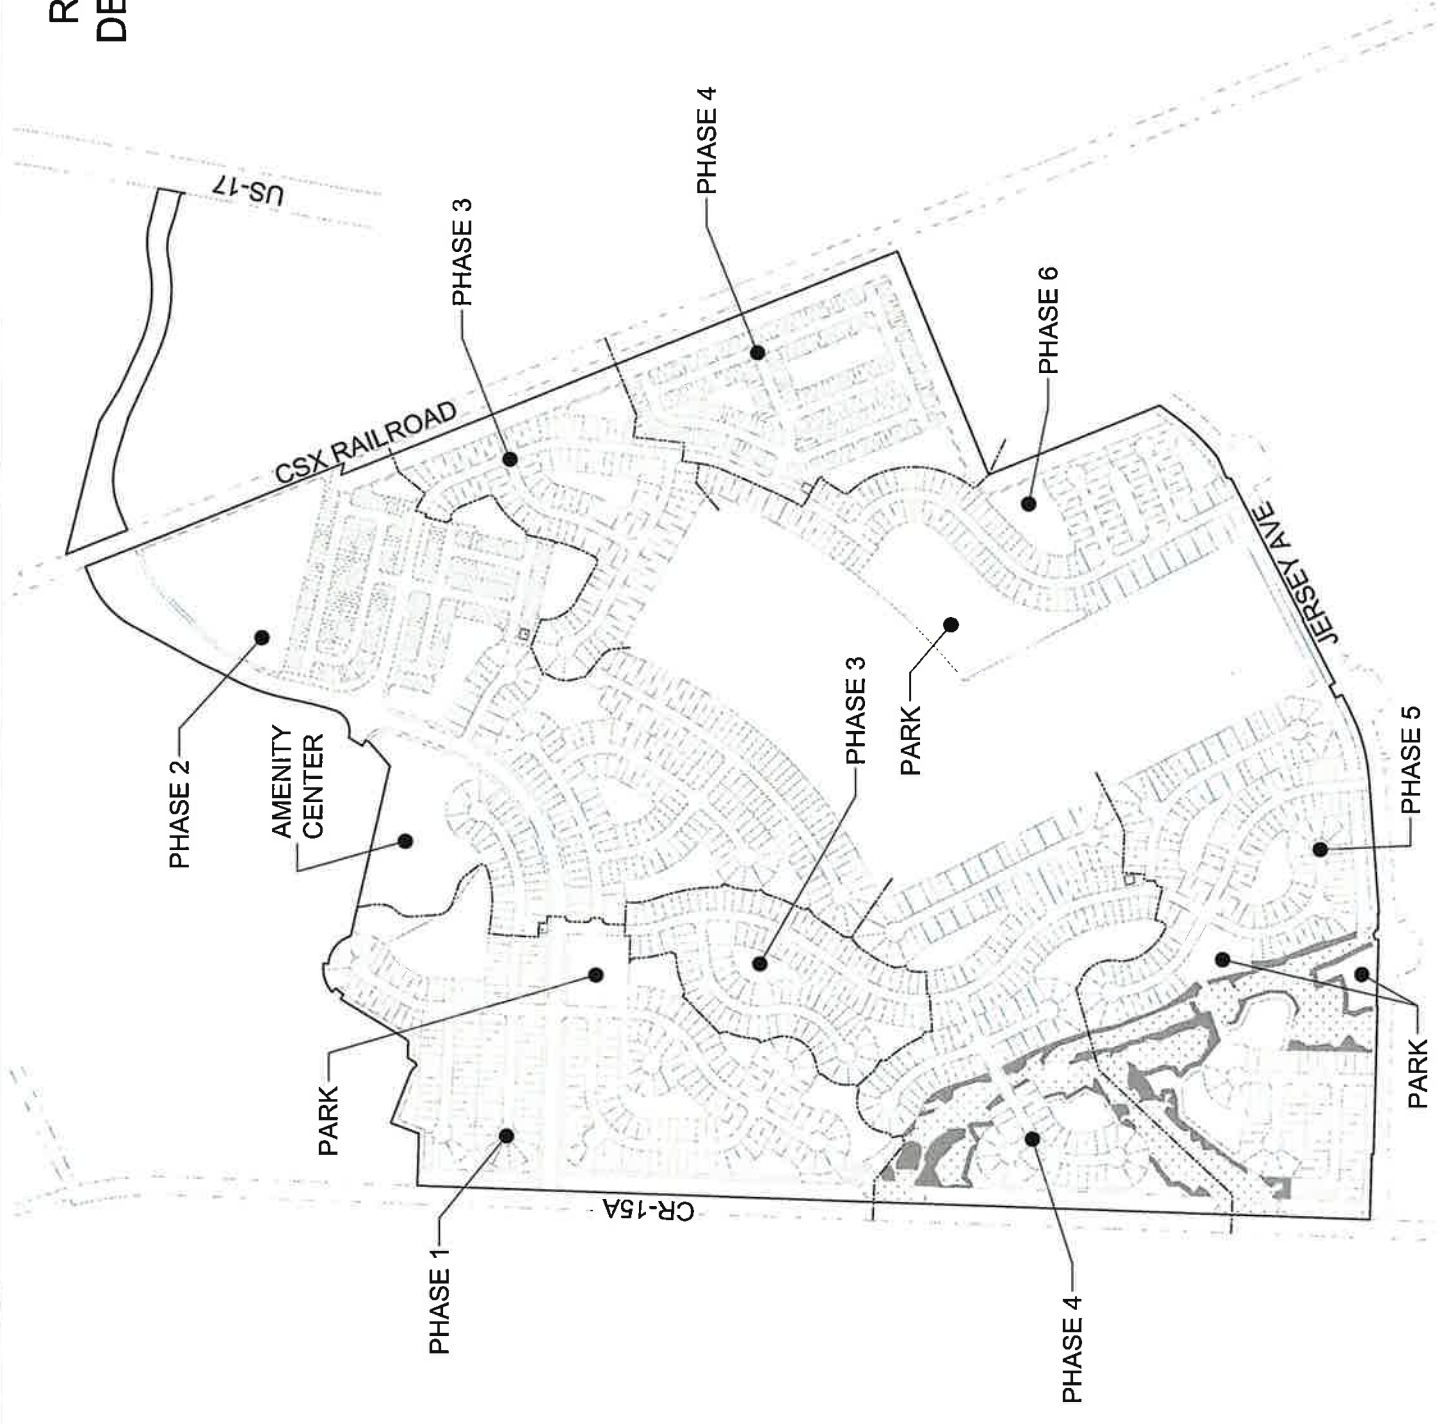 R
DE
US-17
PHASE 4
PHASE 3
CSX RAILROAD
PHASE 6
JERSEY AVE
PHASE 2
AMENITY
CENTER
PHASE 3
PARK
PHASE 5
PARK
PARK
PHASE 1
CR-15A
PHASE 4